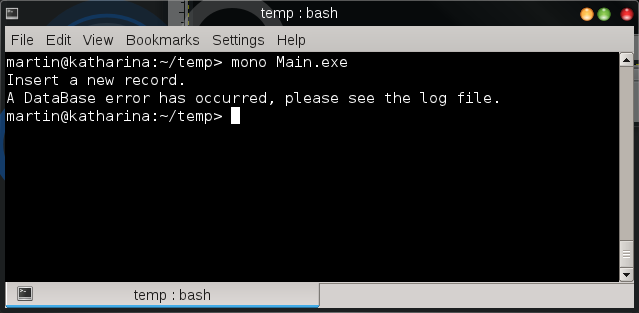 temp : bash
File Edit View Bookmarks Settings Help
martin@katharina:~/temp> mono Main.exe
Insert a new record.
A DataBase error has occurred, please see the log file.
martin@katharina:~/temp>
temp : bash